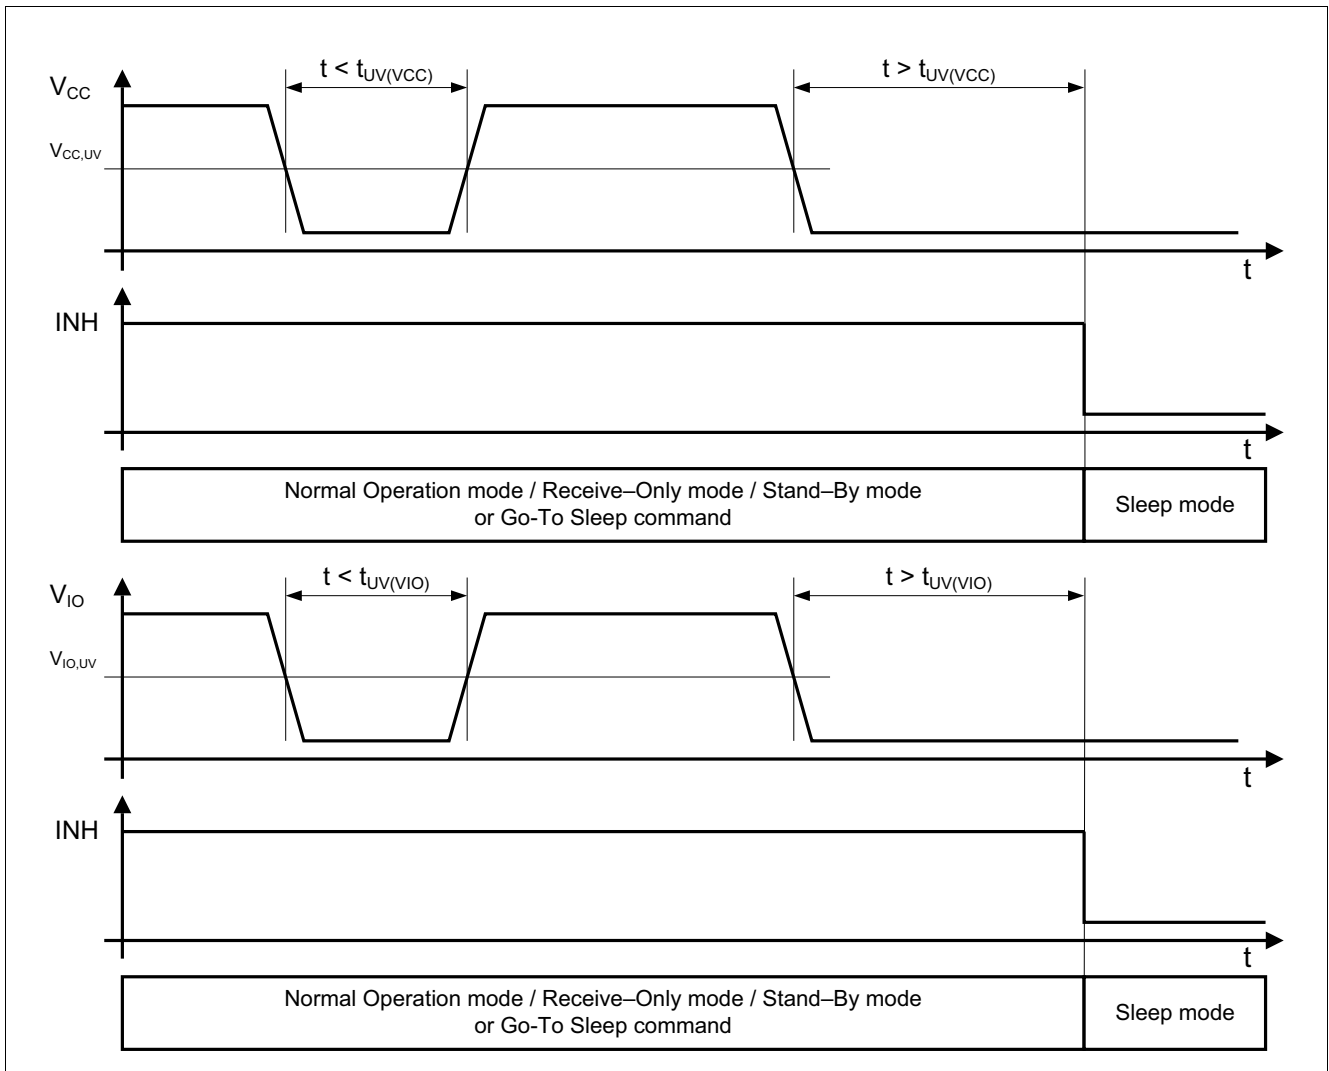 t < tUV(VCC)
t > tUV(VCC)
VCC
VCC,UV
t
INH
t
Normal Operation mode / Receive–Only mode / Stand–By mode
or Go-To Sleep command
Sleep mode
t < tUV(VIO)
t > tUV(VIO)
VIO
VIO,UV
t
INH
t
Normal Operation mode / Receive–Only mode / Stand–By mode
or Go-To Sleep command
Sleep mode